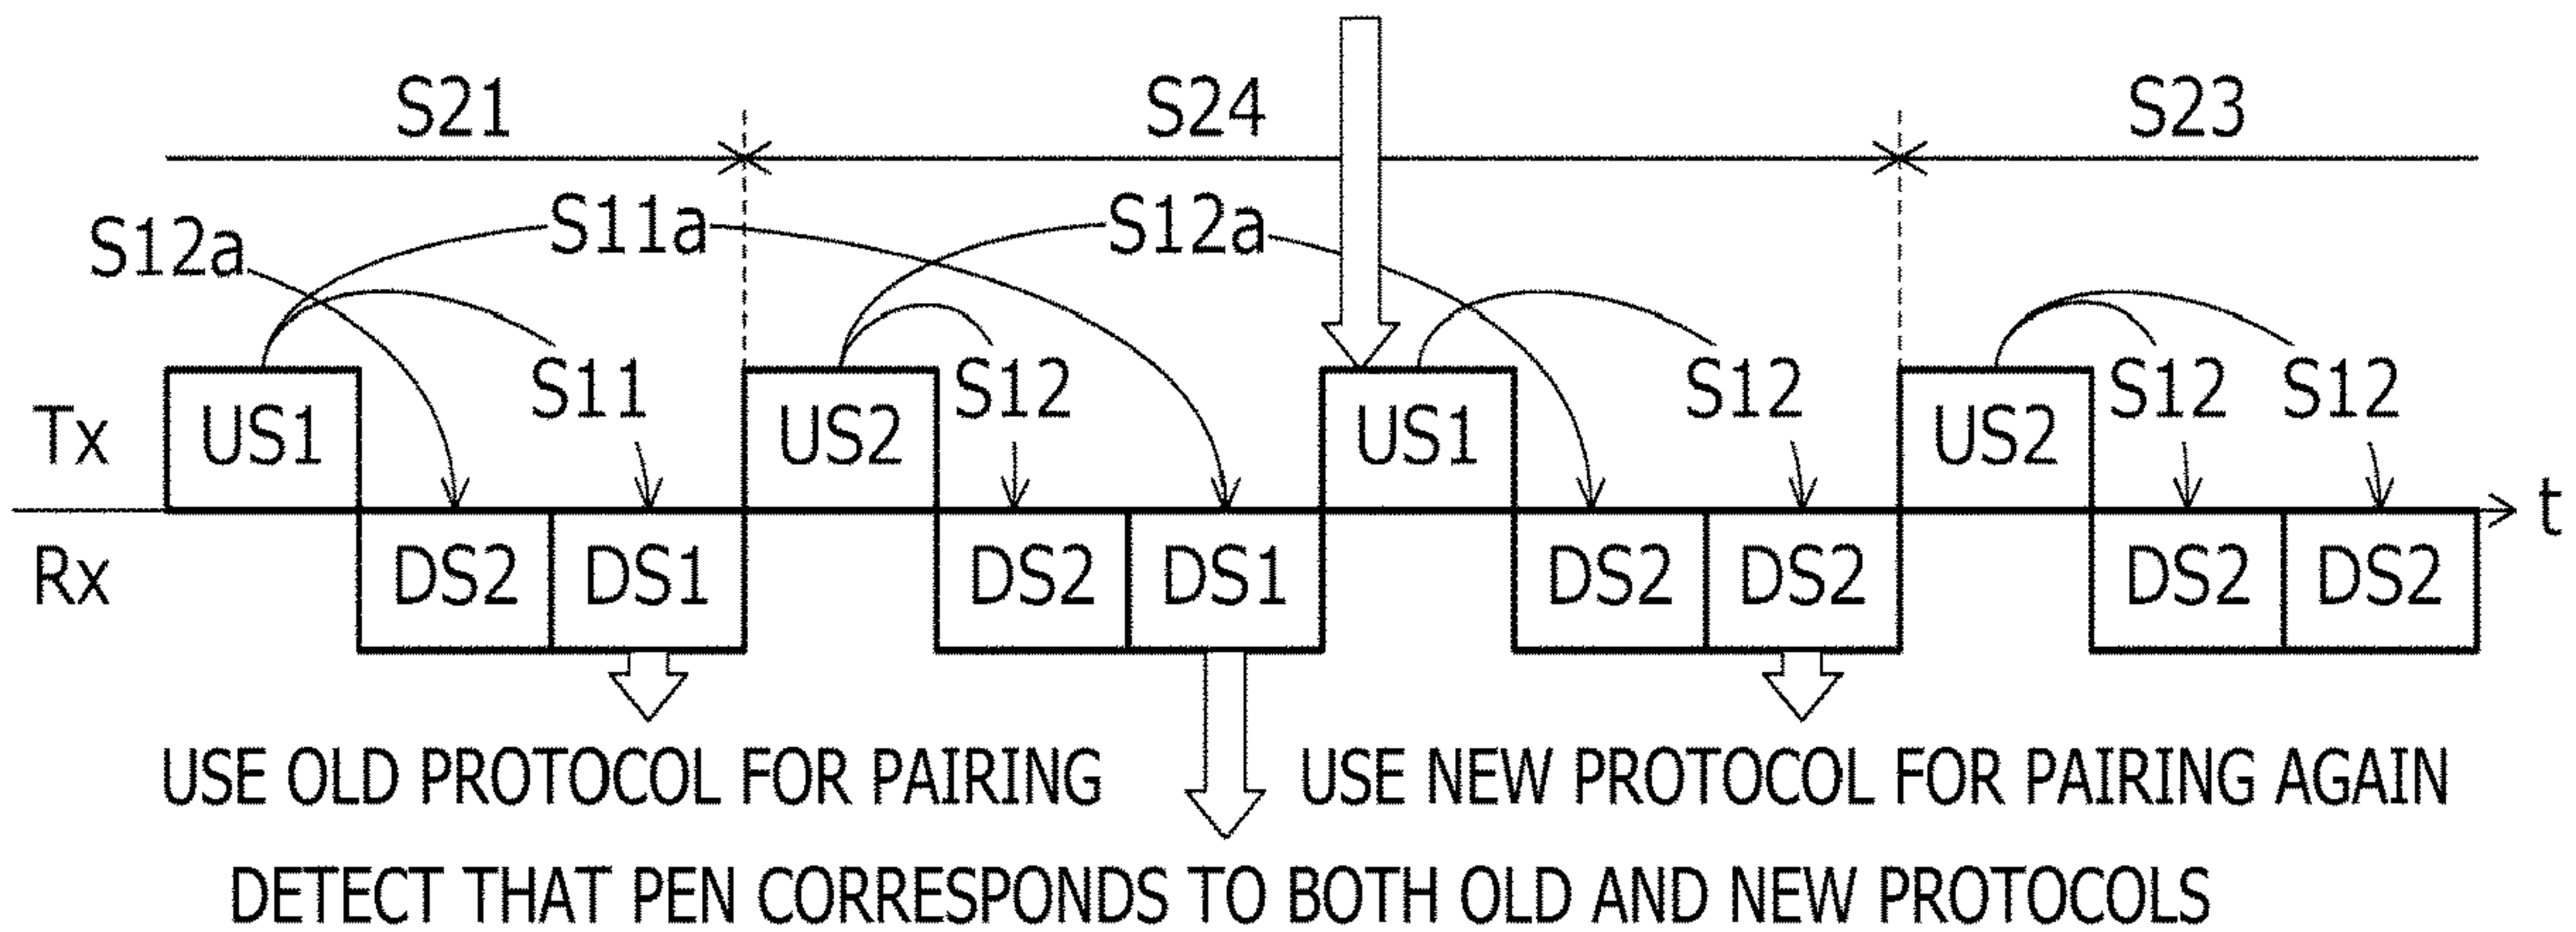 S21 S24 S23
S12a S11a S12a
S11 S12 S12 S12 S12
Tx US1 US2 US1 US2
t
Rx DS2 DS1 DS2 DS1 DS2 DS2 DS2 DS2
USE OLD PROTOCOL FOR PAIRING USE NEW PROTOCOL FOR PAIRING AGAIN
DETECT THAT PEN CORRESPONDS TO BOTH OLD AND NEW PROTOCOLS